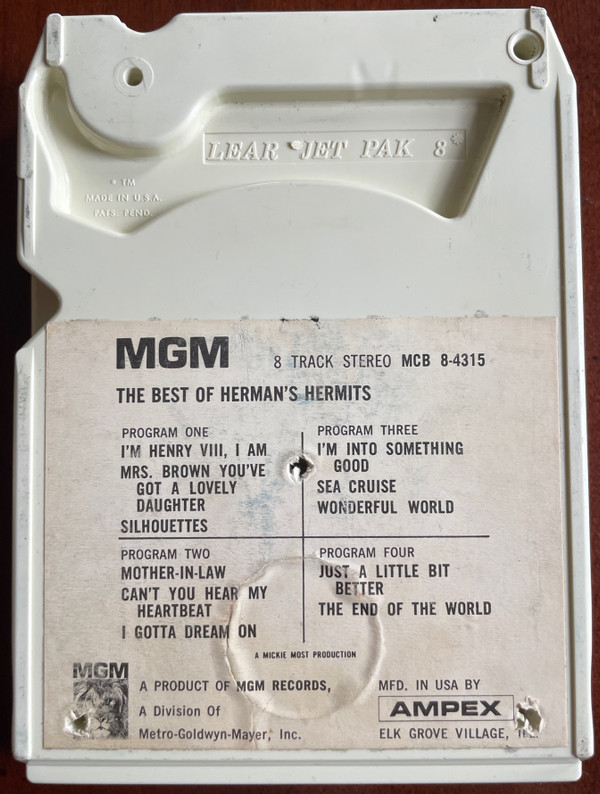 LEAR JET PAK 8
TM
MADE IN U.S.A.
PATS. PEND.
MGM 8 TRACK STEREO MCB 8-4315
THE BEST OF HERMAN'S HERMITS
PROGRAM ONE
I'M HENRY VIII, I AM
MRS. BROWN YOU'VE
GOT A LOVELY
DAUGHTER
SILHOUETTES
PROGRAM THREE
I'M INTO SOMETHING
GOOD
SEA CRUISE
WONDERFUL WORLD
PROGRAM TWO
MOTHER-IN-LAW
CAN'T YOU HEAR MY
HEARTBEAT
I GOTTA DREAM ON
PROGRAM FOUR
JUST A LITTLE BIT
BETTER
THE END OF THE WORLD
A MICKIE MOST PRODUCTION
MGM
A PRODUCT OF MGM RECORDS,
A Division Of
Metro-Goldwyn-Mayer, Inc.
MFD. IN USA BY
AMPEX
ELK GROVE VILLAGE,